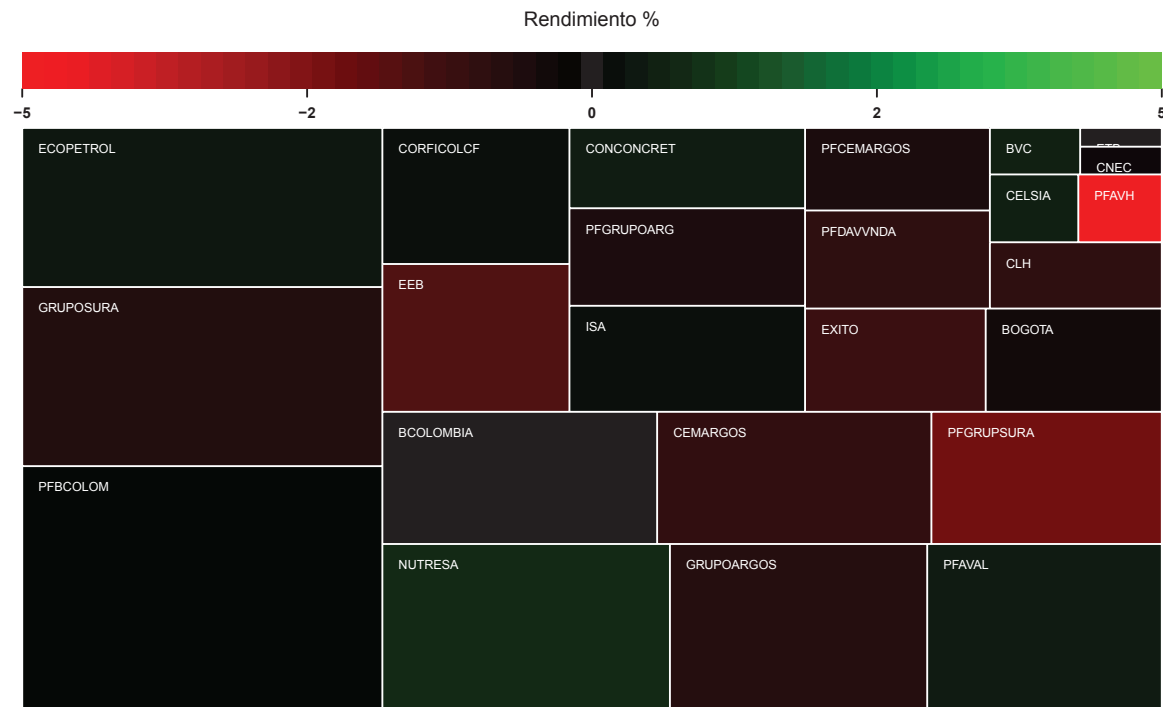 Rendimiento %
−5 −2 0 2 5
ECOPETROL
CORFICOLCF
CONCONCRET
PFCEMARGOS
BVC
CNEC
CELSIA
PFAVH
PFGRUPOARG
PFDAVVNDA
CLH
EEB
GRUPOSURA
ISA
EXITO
BOGOTA
BCOLOMBIA
CEMARGOS
PFGRUPSURA
PFBCOLOM
NUTRESA
GRUPOARGOS
PFAVAL